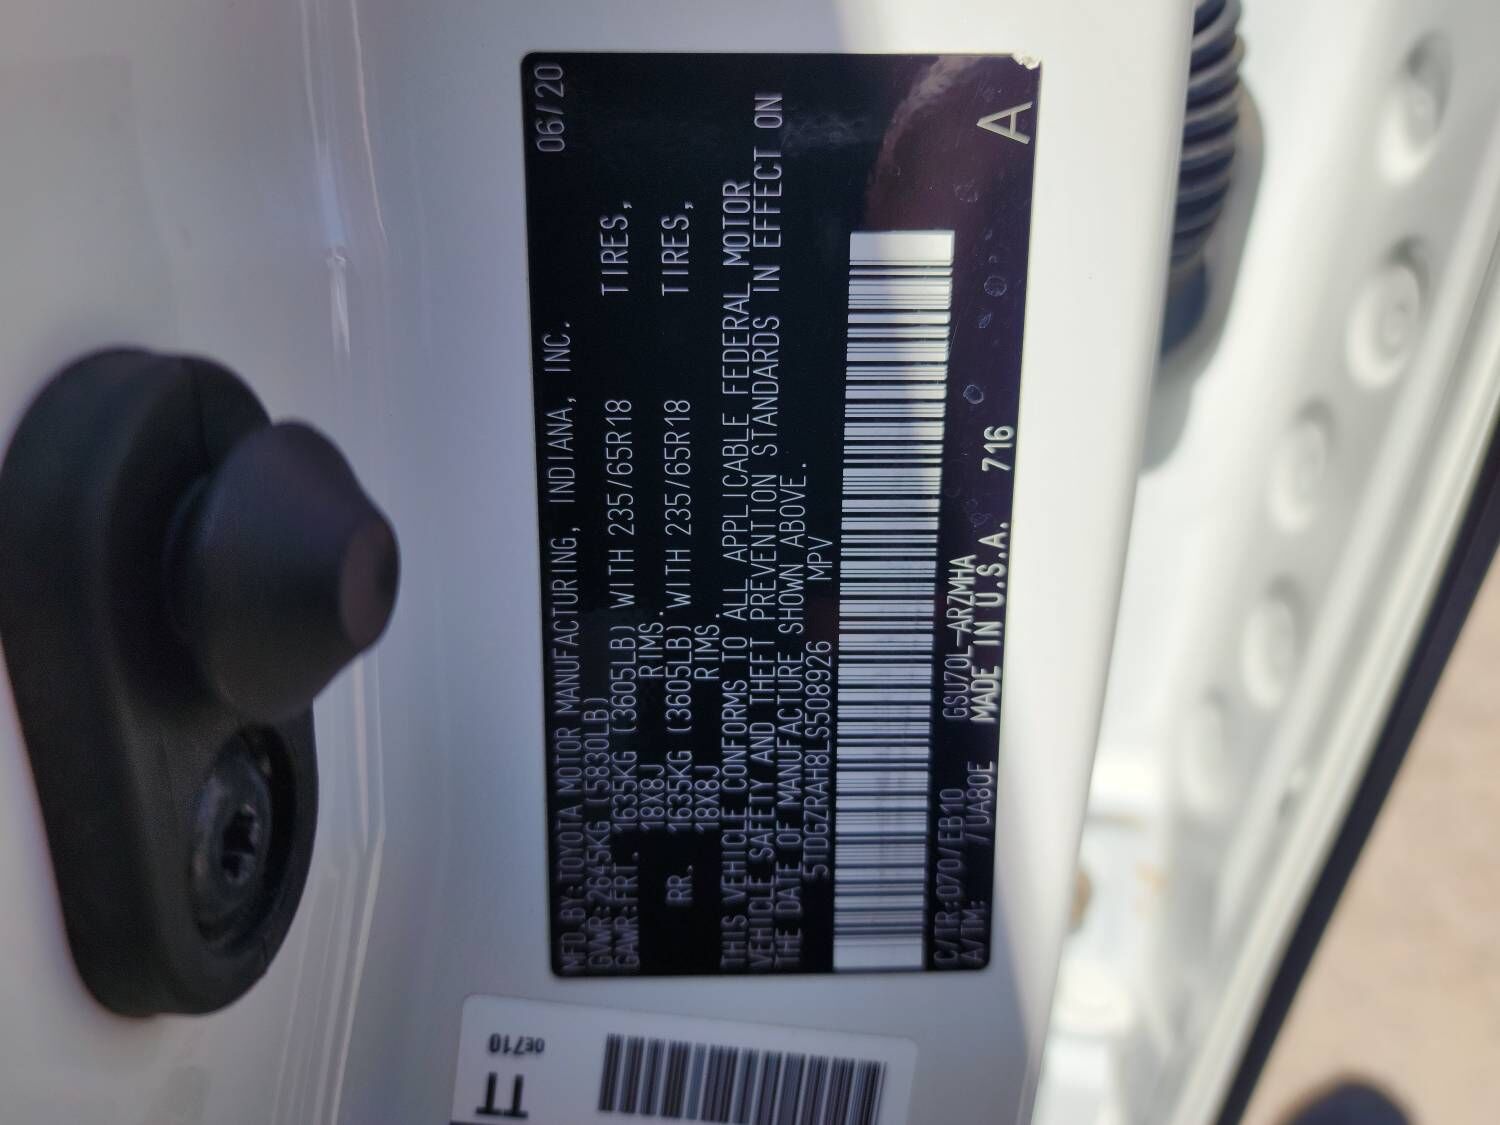 MFD.BY:TOYOTA MOTOR MANUFACTURING, INDIANA, INC. 06/20
GVWR:2645KG (5830LB)
GAWR:FRT. 1635KG (3605LB) WITH 235/65R18 TIRES,
18X8J RIMS.
RR. 1635KG (3605LB) WITH 235/65R18 TIRES,
18X8J RIMS.
THIS VEHICLE CONFORMS TO ALL APPLICABLE FEDERAL MOTOR
VEHICLE SAFETY AND THEFT PREVENTION STANDARDS IN EFFECT ON
THE DATE OF MANUFACTURE SHOWN ABOVE.
5TDGZRAH8LS508926 MPV
C/TR:070/EB10 GSU70L-ARZMHA
A/TM: /UA80E MADE IN U.S.A. 716 A
TT
0E710